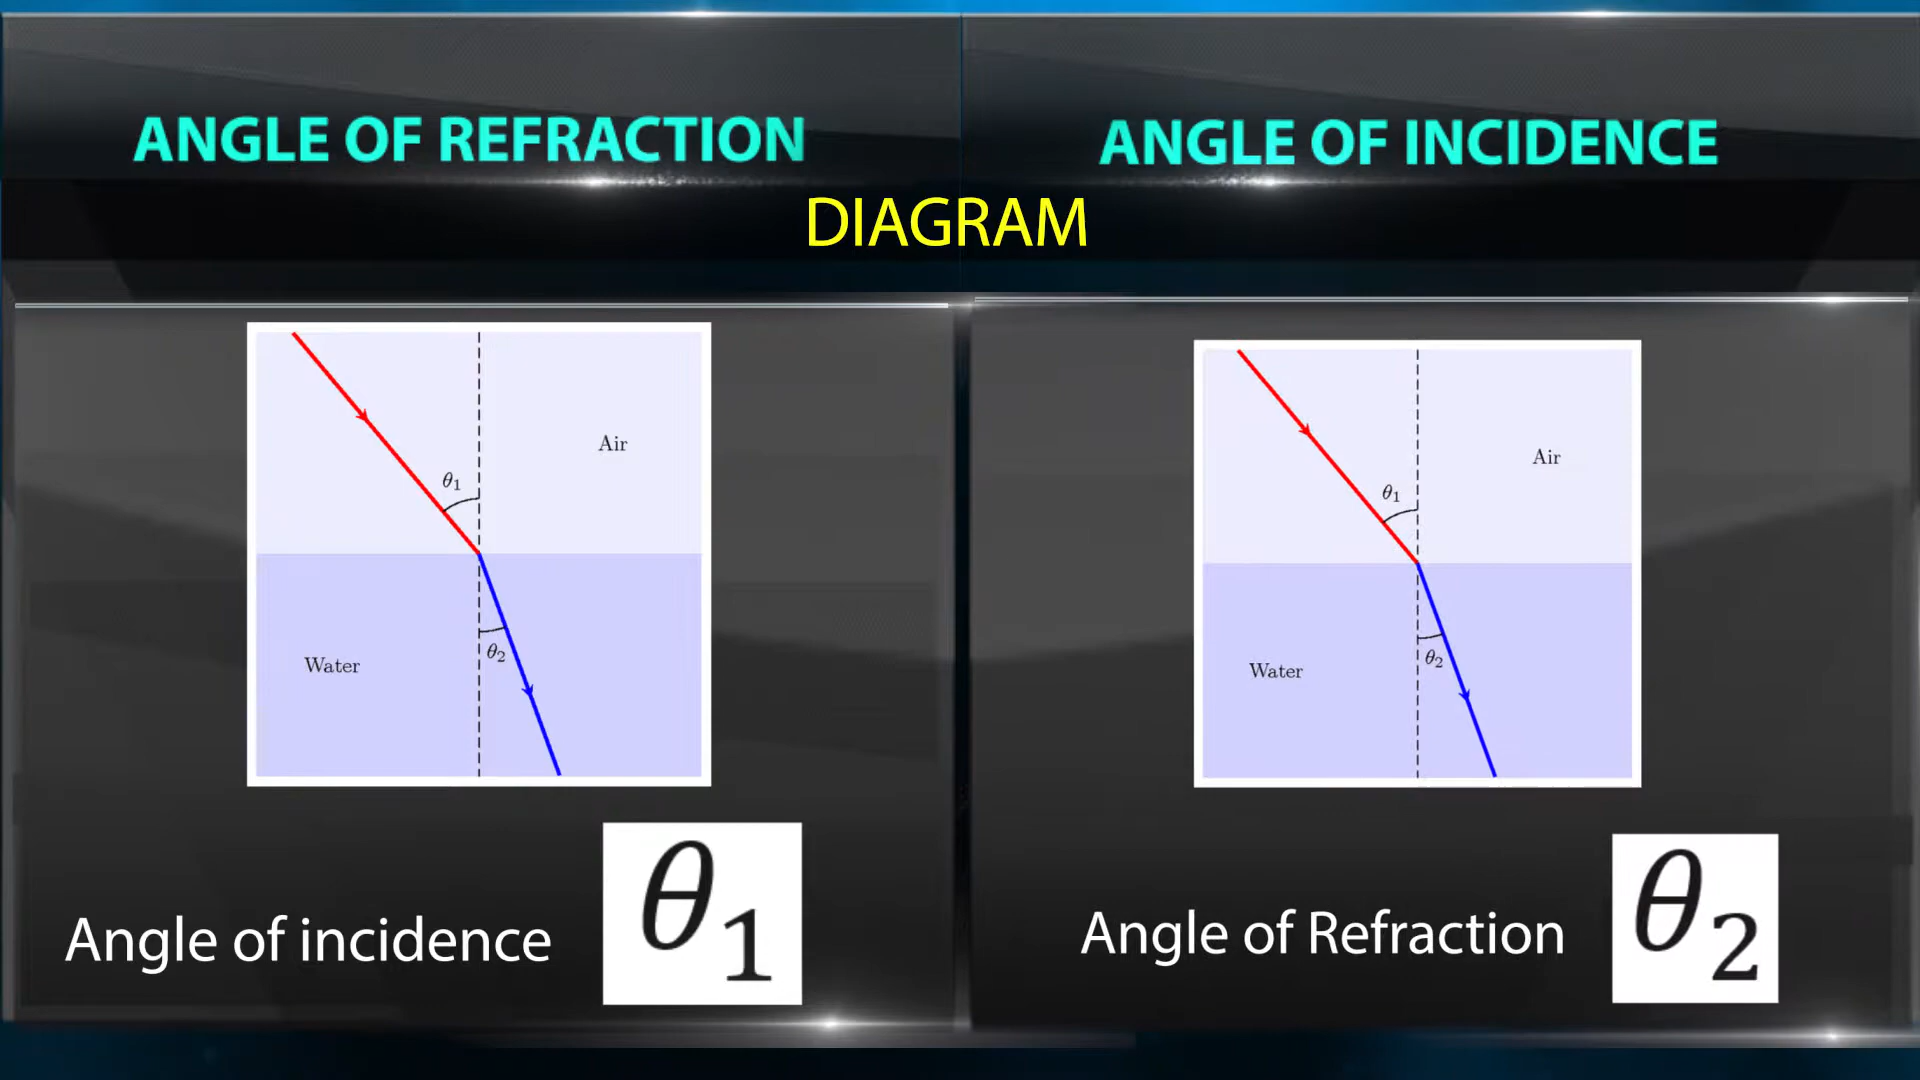 ANGLE OF REFRACTION
ANGLE OF INCIDENCE
DIAGRAM
Air
θ1
Water
θ2
Air
θ1
Water
θ2
Angle of incidence
θ1
Angle of Refraction
θ2